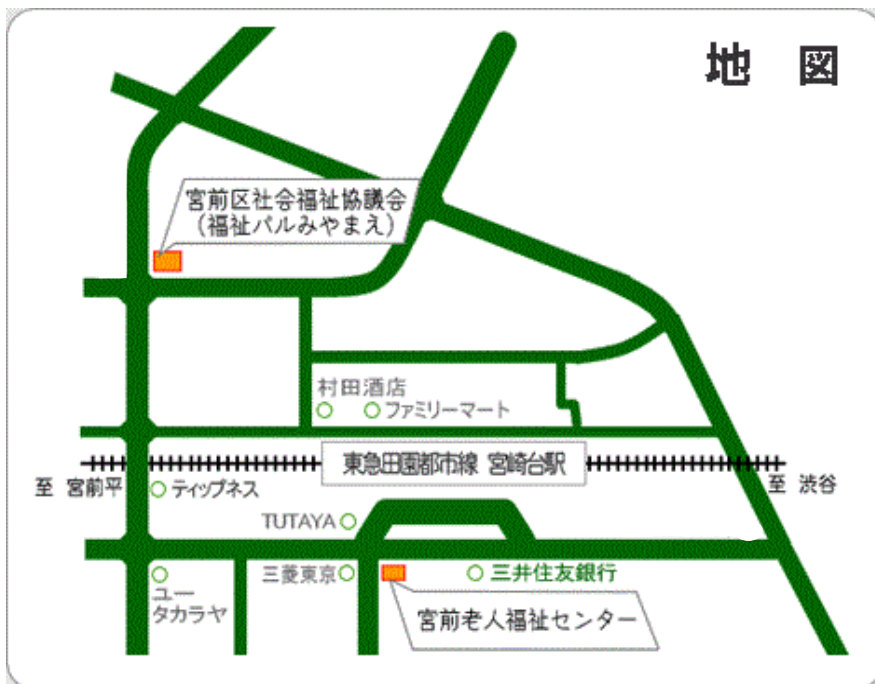 地 図
宮前区社会福祉協議会
（福祉パルみやまえ）
村田酒店
ファミリーマート
東急田園都市線 宮崎台駅
至 宮前平
ティップネス
至 渋谷
TUTAYA
三菱東京
三井住友銀行
ユー
タカラヤ
宮前老人福祉センター